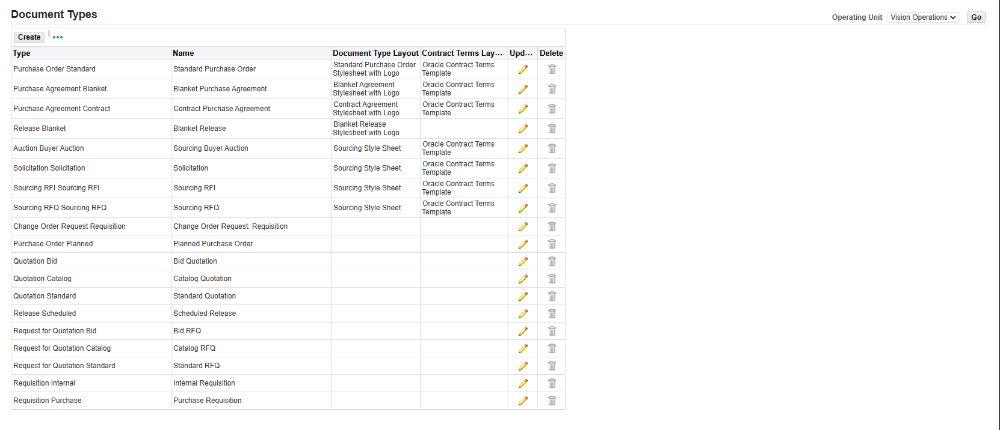 Document Types
Operating Unit Vision Operations Go
Create | •••
Type Name Document Type Layout Contract Terms Lay... Upd... Delete
Purchase Order Standard Standard Purchase Order Standard Purchase Order Stylesheet with Logo Oracle Contract Terms Template
Purchase Agreement Blanket Blanket Purchase Agreement Blanket Agreement Stylesheet with Logo Oracle Contract Terms Template
Purchase Agreement Contract Contract Purchase Agreement Contract Agreement Stylesheet with Logo Oracle Contract Terms Template
Release Blanket Blanket Release Blanket Release Stylesheet with Logo
Auction Buyer Auction Sourcing Buyer Auction Sourcing Style Sheet Oracle Contract Terms Template
Solicitation Solicitation Solicitation Sourcing Style Sheet Oracle Contract Terms Template
Sourcing RFI Sourcing RFI Sourcing RFI Sourcing Style Sheet Oracle Contract Terms Template
Sourcing RFQ Sourcing RFQ Sourcing RFQ Sourcing Style Sheet Oracle Contract Terms Template
Change Order Request Requisition Change Order Request: Requisition
Purchase Order Planned Planned Purchase Order
Quotation Bid Bid Quotation
Quotation Catalog Catalog Quotation
Quotation Standard Standard Quotation
Release Scheduled Scheduled Release
Request for Quotation Bid Bid RFQ
Request for Quotation Catalog Catalog RFQ
Request for Quotation Standard Standard RFQ
Requisition Internal Internal Requisition
Requisition Purchase Purchase Requisition